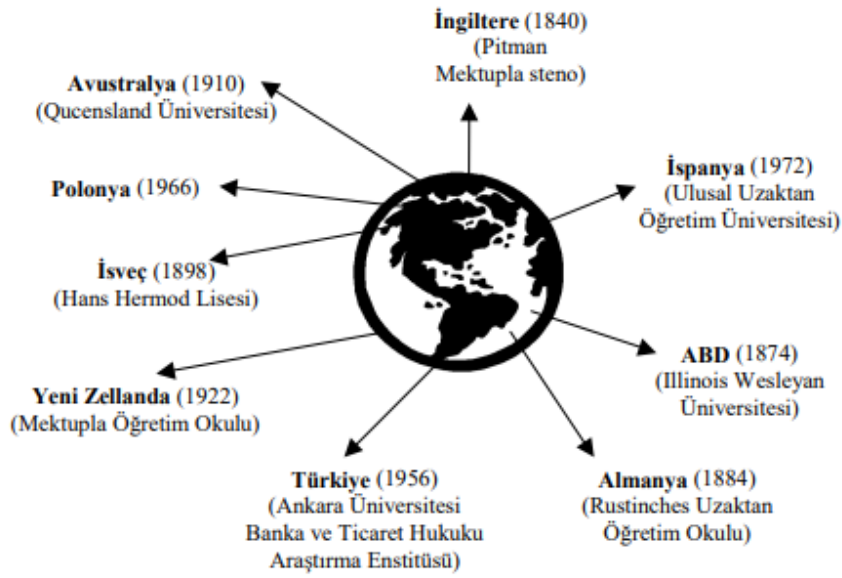 İngiltere (1840)
(Pitman
Mektupla steno)
Avustralya (1910)
(Qucensland Üniversitesi)
İspanya (1972)
(Ulusal Uzaktan
Öğretim Üniversitesi)
Polonya (1966)
İsveç (1898)
(Hans Hermod Lisesi)
ABD (1874)
(Illinois Wesleyan
Üniversitesi)
Yeni Zellanda (1922)
(Mektupla Öğretim Okulu)
Türkiye (1956)
(Ankara Üniversitesi
Banka ve Ticaret Hukuku
Araştırma Enstitüsü)
Almanya (1884)
(Rustinches Uzaktan
Öğretim Okulu)